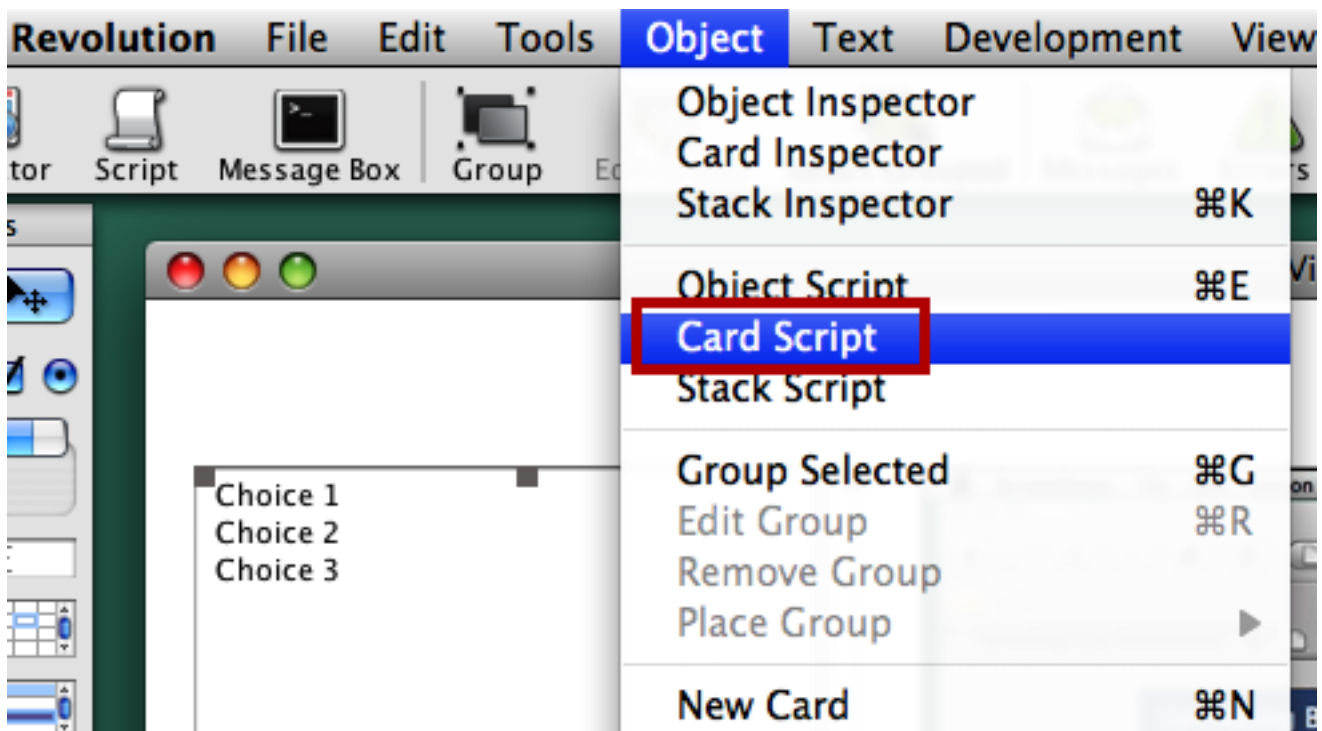 Revolution File Edit Tools Object Text Development View
tor Script Message Box Group
Object Inspector
Card Inspector
Stack Inspector ⌘K
Object Script ⌘E
Card Script
Stack Script
Group Selected ⌘G
Edit Group ⌘R
Remove Group
Place Group
New Card ⌘N
Choice 1
Choice 2
Choice 3